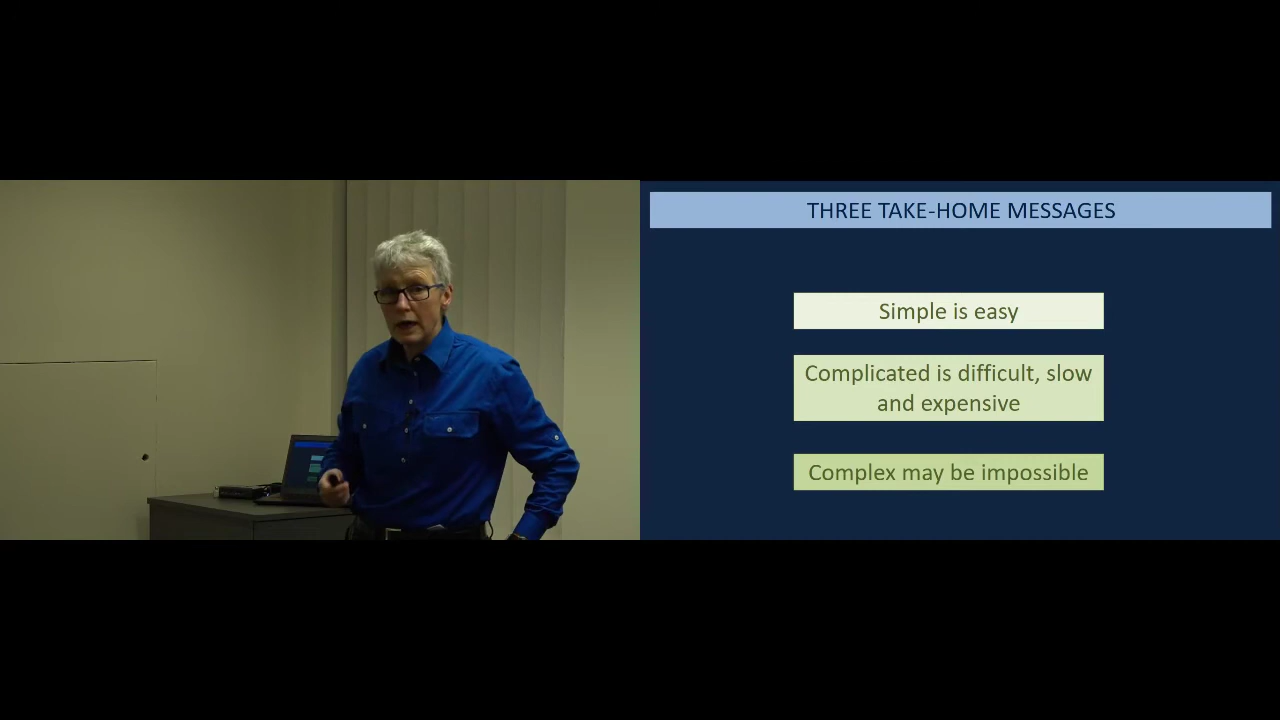 THREE TAKE-HOME MESSAGES
Simple is easy
Complicated is difficult, slow
and expensive
Complex may be impossible